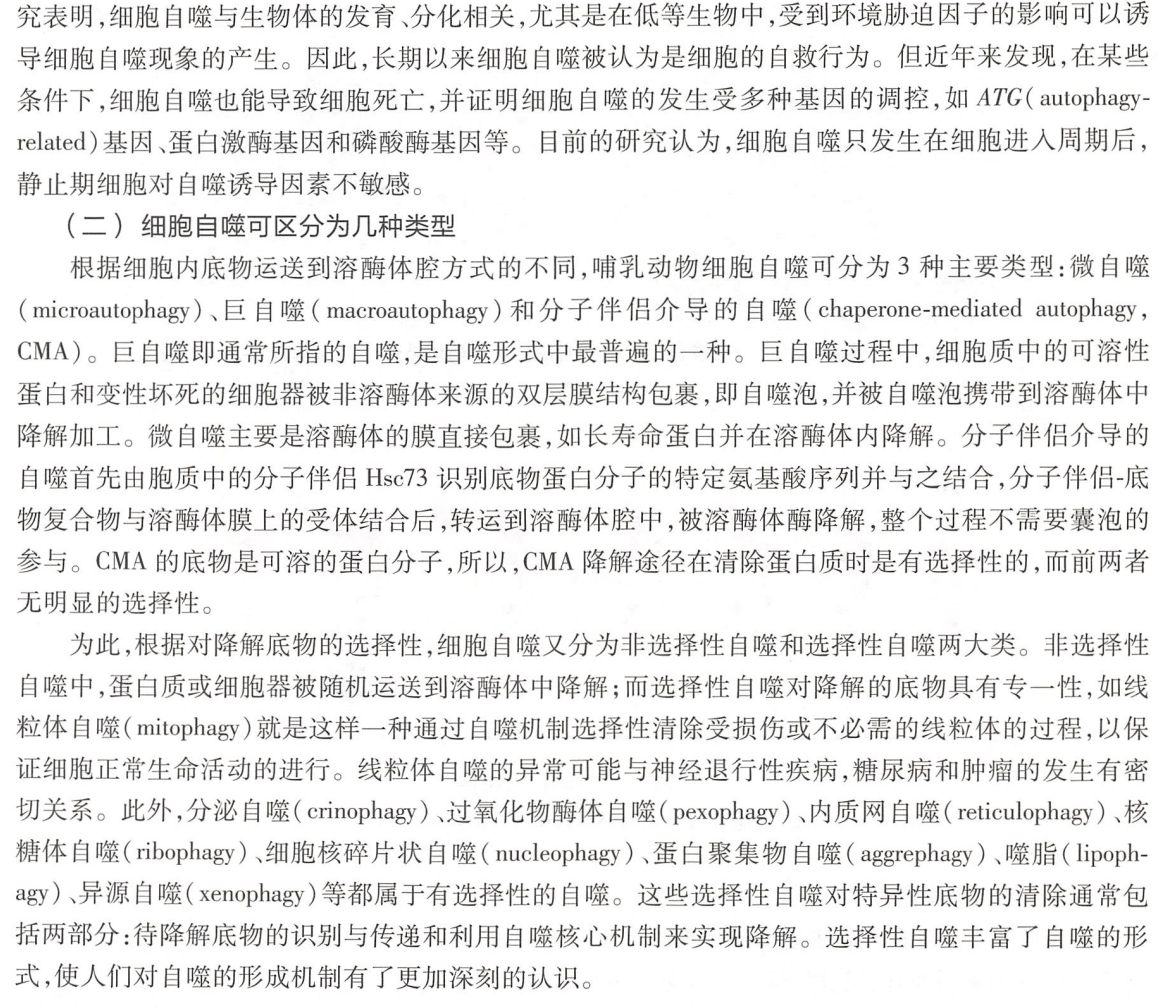 究表明,细胞自噬与生物体的发育、分化相关,尤其是在低等生物中,受到环境胁迫因子的影响可以诱
导细胞自噬现象的产生。因此,长期以来细胞自噬被认为是细胞的自救行为。但近年来发现,在某些
条件下,细胞自噬也能导致细胞死亡,并证明细胞自噬的发生受多种基因的调控,如 ATG(autophagy-
related)基因、蛋白激酶基因和磷酸酶基因等。目前的研究认为,细胞自噬只发生在细胞进入周期后,
静止期细胞对自噬诱导因素不敏感。
(二)细胞自噬可区分为几种类型
根据细胞内底物运送到溶酶体腔方式的不同,哺乳动物细胞自噬可分为 3 种主要类型:微自噬
(microautophagy)、巨自噬(macroautophagy)和分子伴侣介导的自噬(chaperone-mediated autophagy,
CMA)。巨自噬即通常所指的自噬,是自噬形式中最普遍的一种。巨自噬过程中,细胞质中的可溶性
蛋白和变性坏死的细胞器被非溶酶体来源的双层膜结构包裹,即自噬泡,并被自噬泡携带到溶酶体中
降解加工。微自噬主要是溶酶体的膜直接包裹,如长寿命蛋白并在溶酶体内降解。分子伴侣介导的
自噬首先由胞质中的分子伴侣 Hsc73 识别底物蛋白分子的特定氨基酸序列并与之结合,分子伴侣-底
物复合物与溶酶体膜上的受体结合后,转运到溶酶体腔中,被溶酶体酶降解,整个过程不需要囊泡的
参与。CMA 的底物是可溶的蛋白分子,所以,CMA 降解途径在清除蛋白质时是有选择性的,而前两者
无明显的选择性。
为此,根据对降解底物的选择性,细胞自噬又分为非选择性自噬和选择性自噬两大类。非选择性
自噬中,蛋白质或细胞器被随机运送到溶酶体中降解;而选择性自噬对降解的底物具有专一性,如线
粒体自噬(mitophagy)就是这样一种通过自噬机制选择性清除受损伤或不必需的线粒体的过程,以保
证细胞正常生命活动的进行。线粒体自噬的异常可能与神经退行性疾病,糖尿病和肿瘤的发生有密
切关系。此外,分泌自噬(crinophagy)、过氧化物酶体自噬(pexophagy)、内质网自噬(reticulophagy)、核
糖体自噬(ribophagy)、细胞核碎片状自噬(nucleophagy)、蛋白聚集物自噬(aggrephagy)、噬脂(lipoph-
agy)、异源自噬(xenophagy)等都属于有选择性的自噬。这些选择性自噬对特异性底物的清除通常包
括两部分:待降解底物的识别与传递和利用自噬核心机制来实现降解。选择性自噬丰富了自噬的形
式,使人们对自噬的形成机制有了更加深刻的认识。